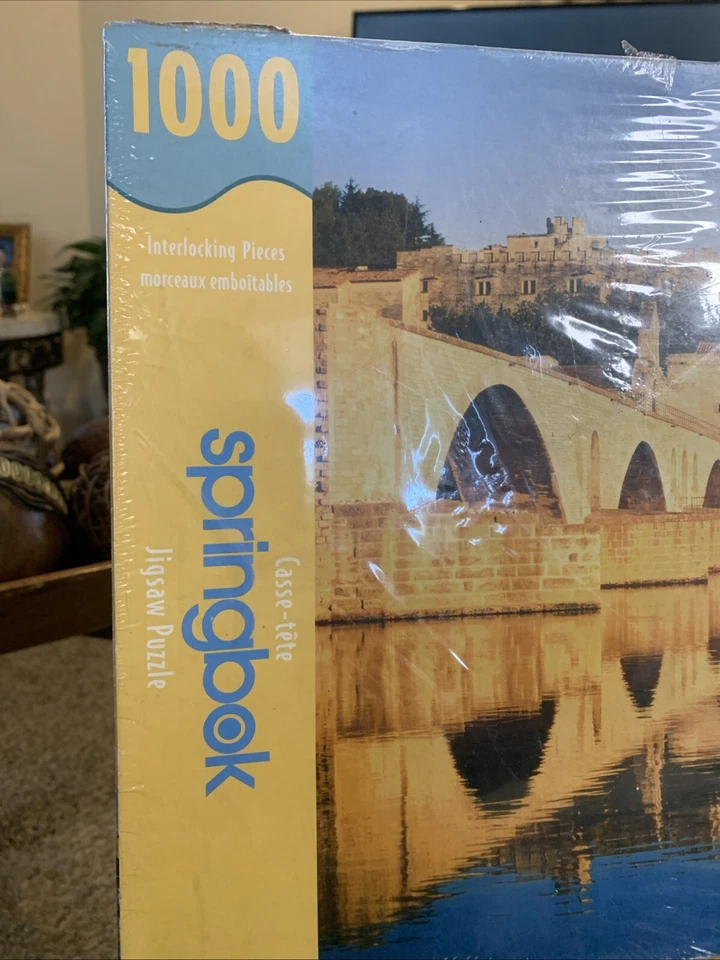 1000
Interlocking Pieces
morceaux emboîtables
springbok
Casse-tête
Jigsaw Puzzle